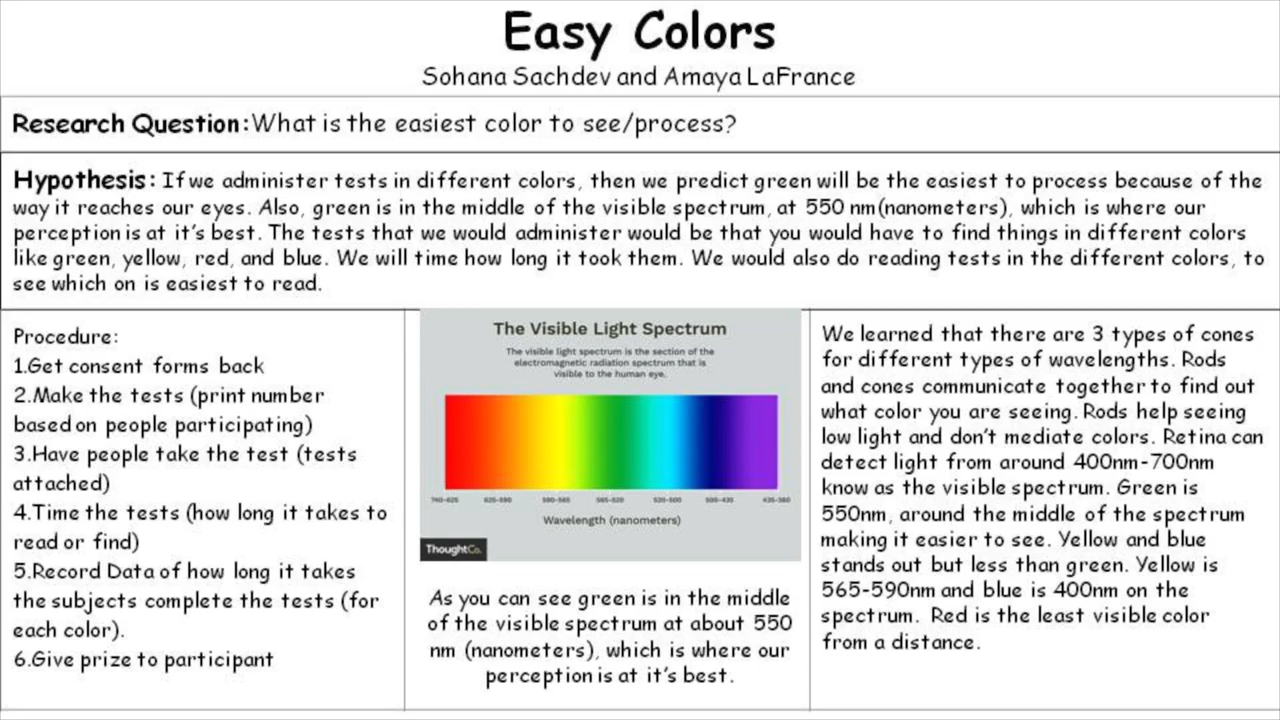 Easy Colors
Sohana Sachdev and Amaya LaFrance
Research Question:What is the easiest color to see/process?
Hypothesis: If we administer tests in different colors, then we predict green will be the easiest to process because of the
way it reaches our eyes. Also, green is in the middle of the visible spectrum, at 550 nm(nanometers), which is where our
perception is at it's best. The tests that we would administer would be that you would have to find things in different colors
like green, yellow, red, and blue. We will time how long it took them. We would also do reading tests in the different colors, to
see which on is easiest to read.
Procedure:
1.Get consent forms back
2.Make the tests (print number
based on people participating)
3.Have people take the test (tests
attached)
4.Time the tests (how long it takes to
read or find)
5.Record Data of how long it takes
the subjects complete the tests (for
each color).
6.Give prize to participant
The Visible Light Spectrum
The visible light spectrum is the section of the
electromagnetic radiation spectrum that is
visible to the human eye.
740-625 625-590 590-565 565-520 520-500 500-435 435-380
Wavelength (nanometers)
ThoughtCo.
As you can see green is in the middle
of the visible spectrum at about 550
nm (nanometers), which is where our
perception is at it's best.
We learned that there are 3 types of cones
for different types of wavelengths. Rods
and cones communicate together to find out
what color you are seeing. Rods help seeing
low light and don't mediate colors. Retina can
detect light from around 400nm-700nm
know as the visible spectrum. Green is
550nm, around the middle of the spectrum
making it easier to see. Yellow and blue
stands out but less than green. Yellow is
565-590nm and blue is 400nm on the
spectrum. Red is the least visible color
from a distance.